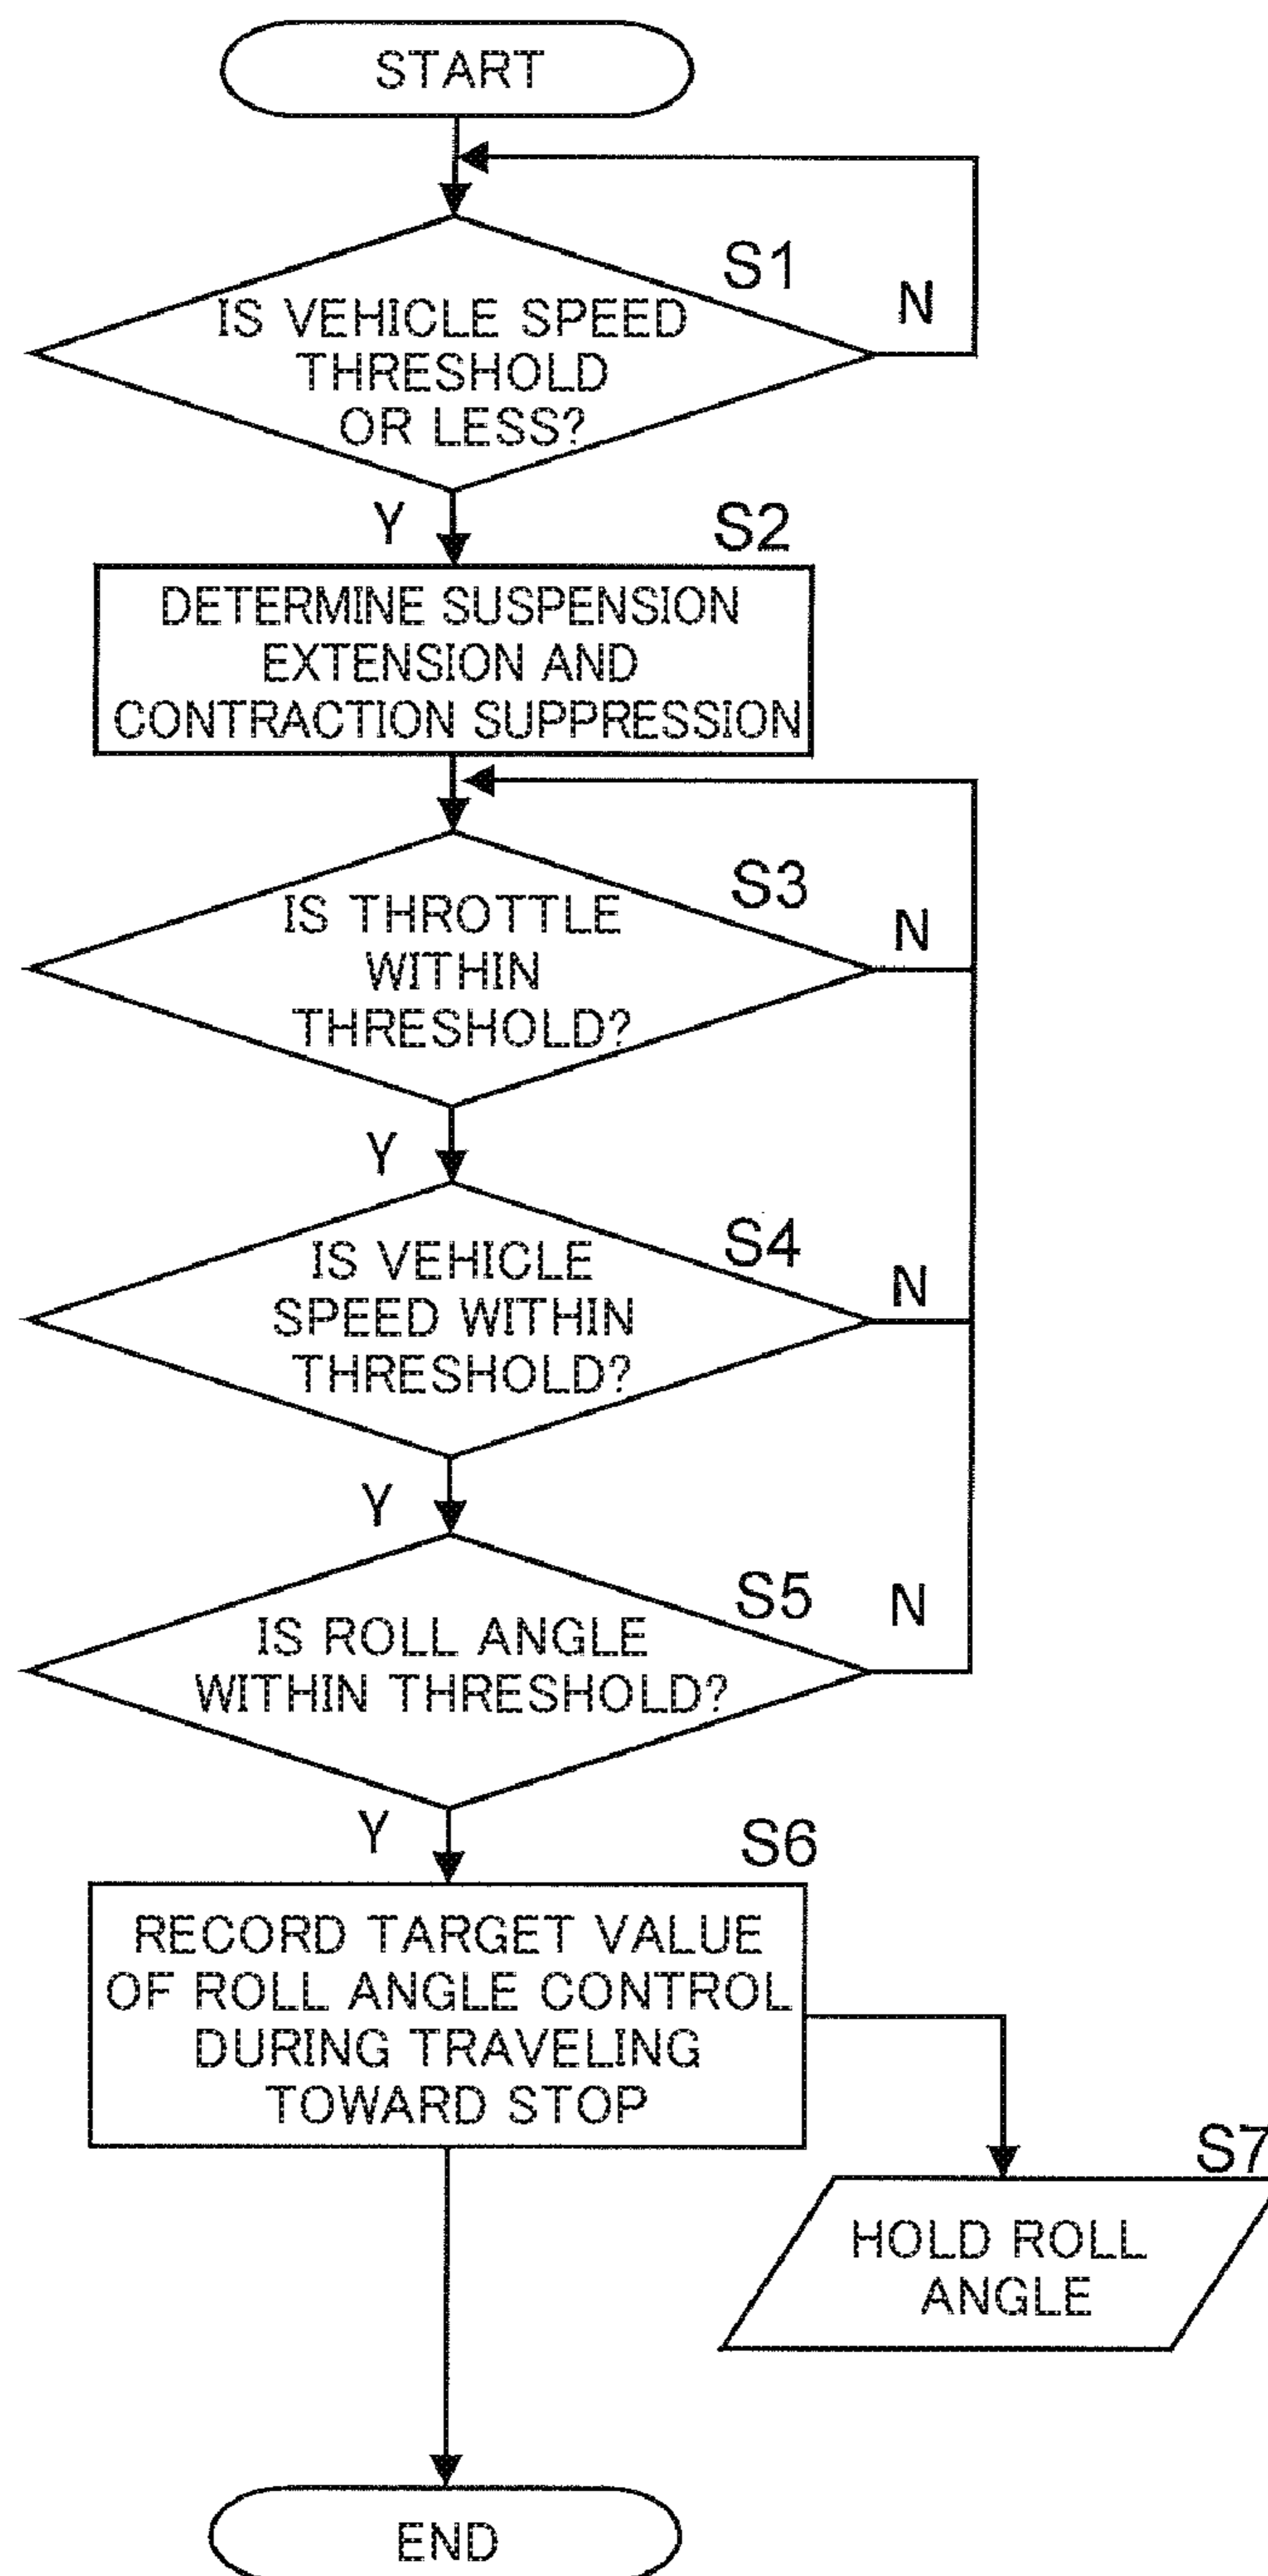 START
S1
N
IS VEHICLE SPEED
THRESHOLD
OR LESS?
Y
S2
DETERMINE SUSPENSION
EXTENSION AND
CONTRACTION SUPPRESSION
S3
N
IS THROTTLE
WITHIN
THRESHOLD?
Y
S4
N
IS VEHICLE
SPEED WITHIN
THRESHOLD?
Y
S5
N
IS ROLL ANGLE
WITHIN THRESHOLD?
Y
S6
RECORD TARGET VALUE
OF ROLL ANGLE CONTROL
DURING TRAVELING
TOWARD STOP
S7
HOLD ROLL
ANGLE
END